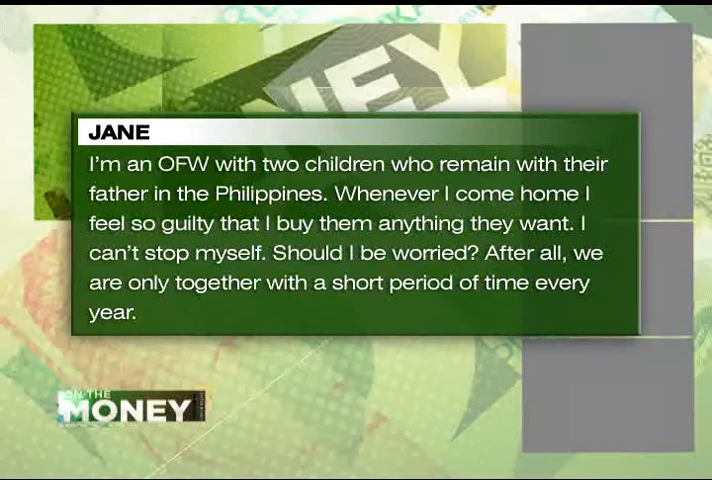 NEY
JANE
I'm an OFW with two children who remain with their
father in the Philippines. Whenever I come home I
feel so guilty that I buy them anything they want. I
can't stop myself. Should I be worried? After all, we
are only together with a short period of time every
year.
ON THE
MONEY